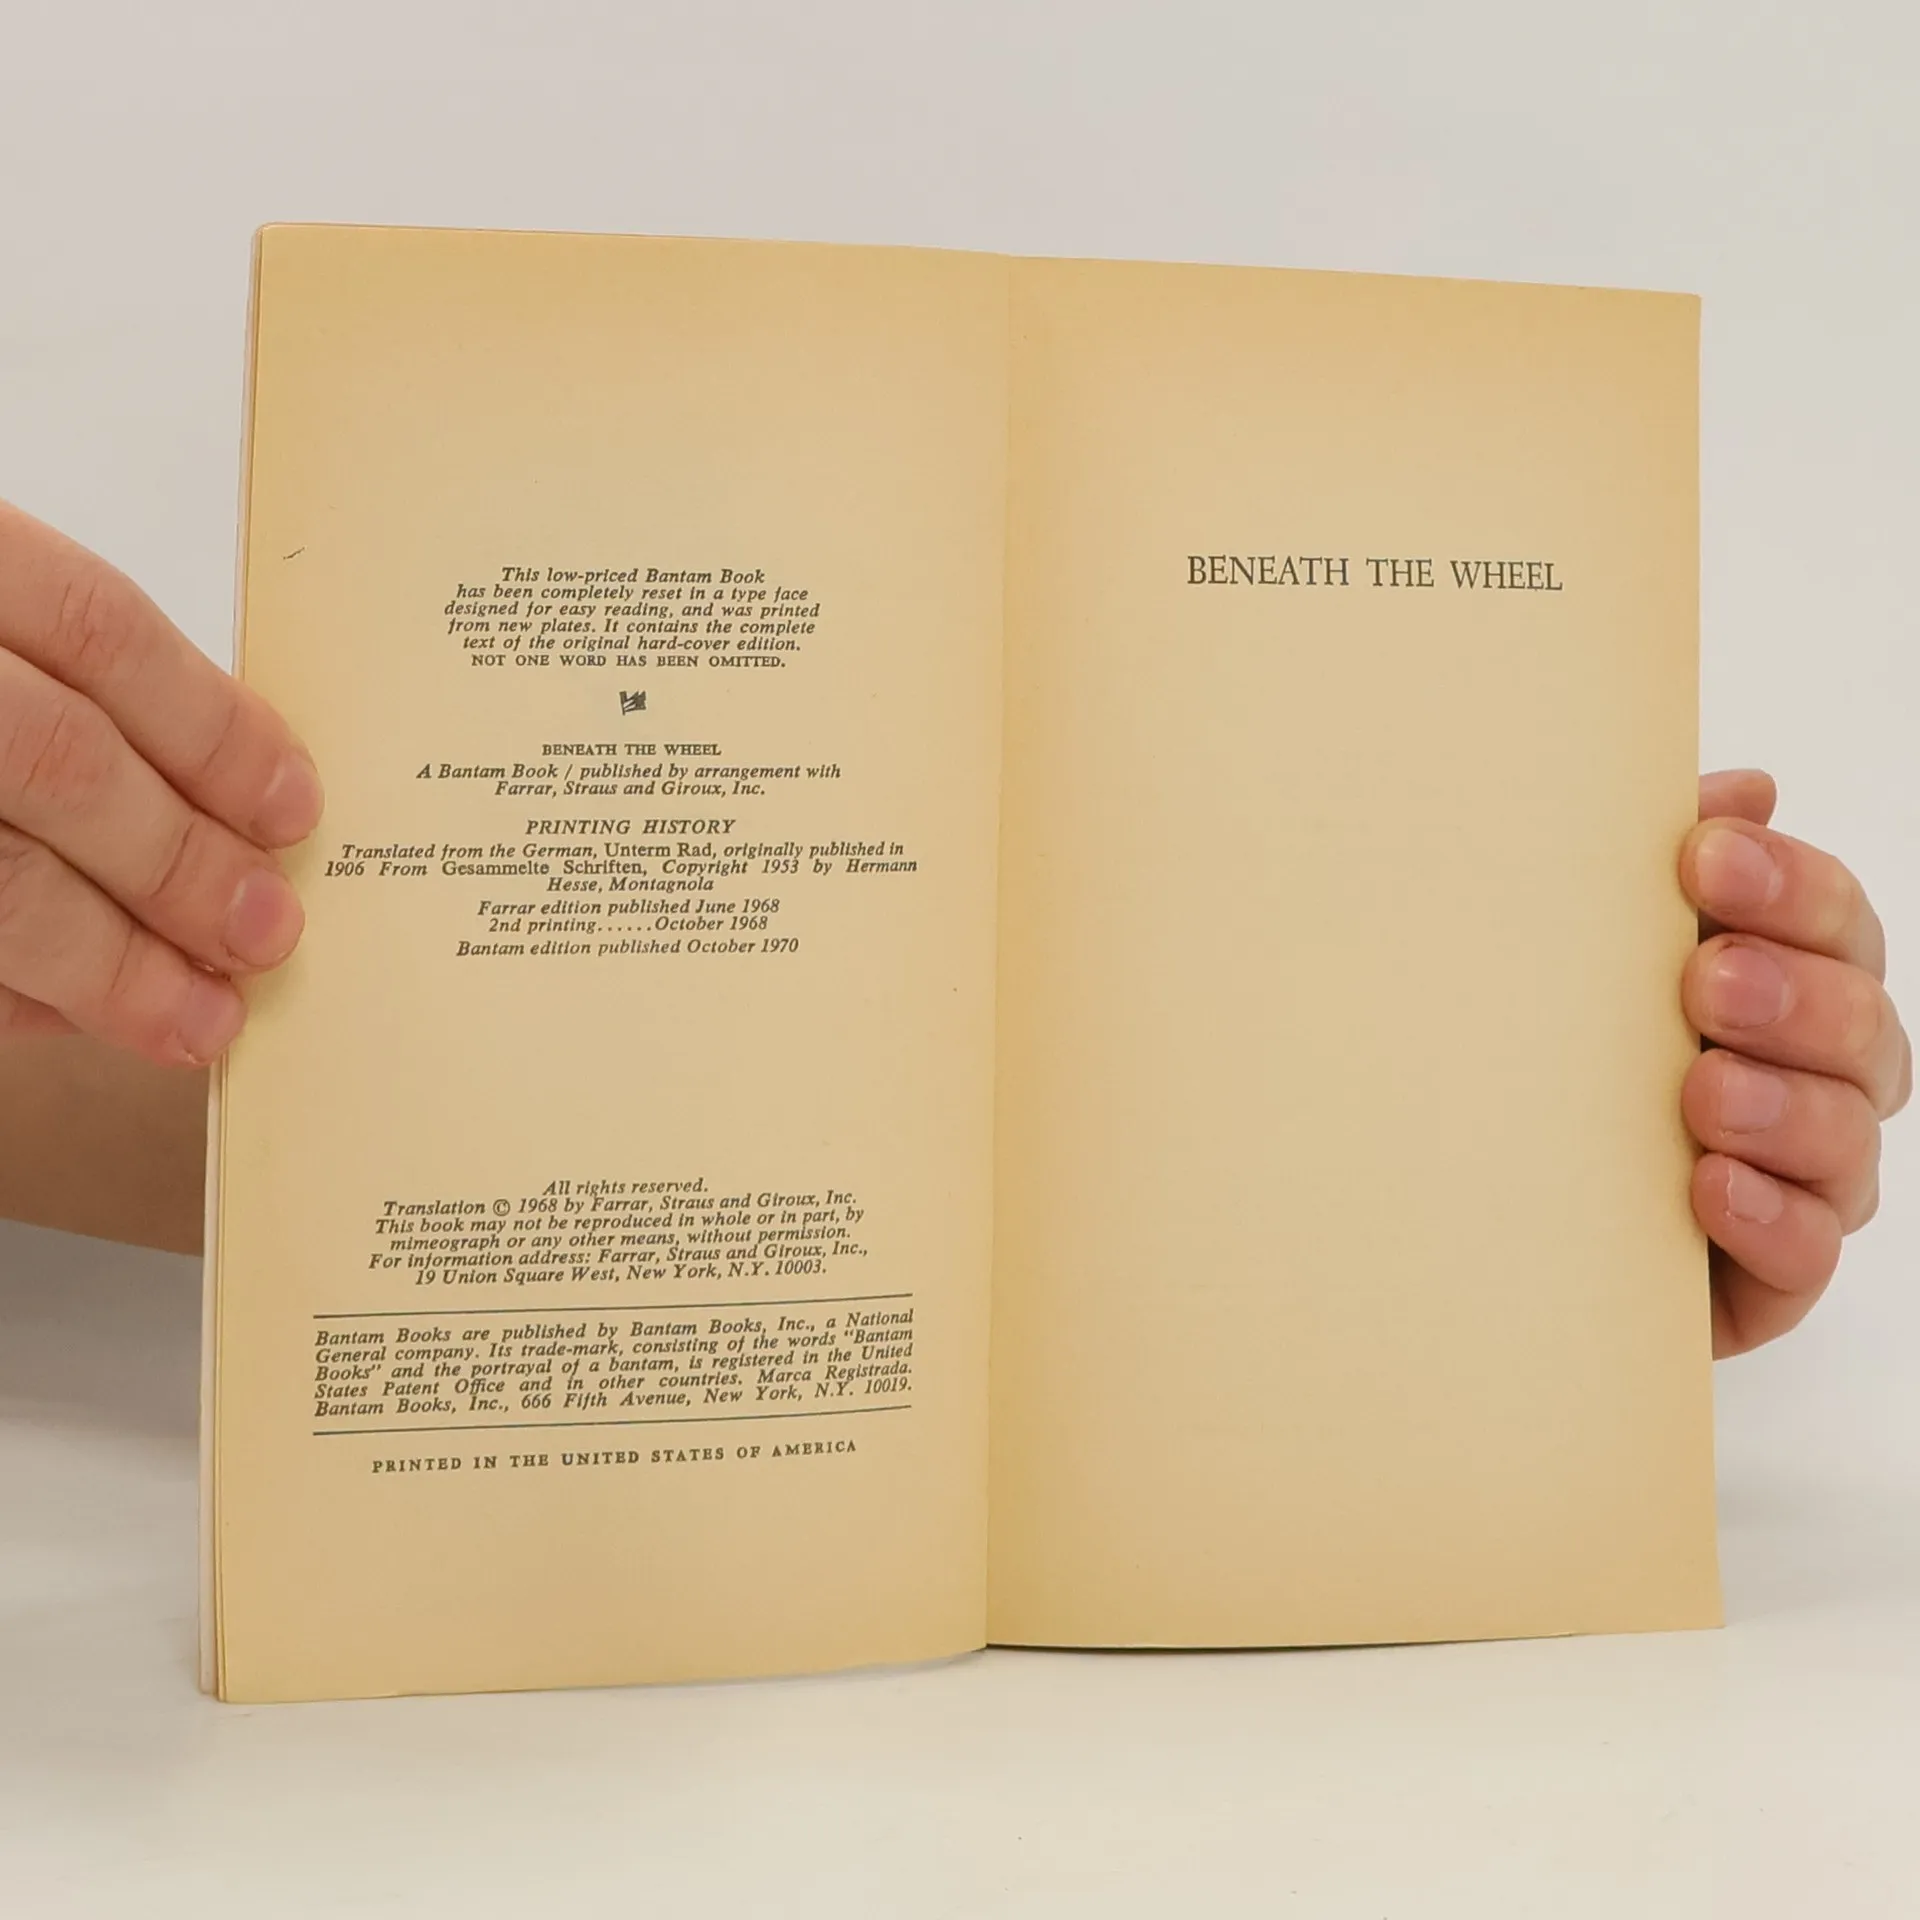 This low-priced Bantam Book
has been completely reset in a type face
designed for easy reading, and was printed
from new plates. It contains the complete
text of the original hard-cover edition.
NOT ONE WORD HAS BEEN OMITTED.
BENEATH THE WHEEL
A Bantam Book / published by arrangement with
Farrar, Straus and Giroux, Inc.
PRINTING HISTORY
Translated from the German, Unterm Rad, originally published in
1906 From Gesammelte Schriften, Copyright 1953 by Hermann
Hesse, Montagnola
Farrar edition published June 1968
2nd printing......October 1968
Bantam edition published October 1970
All rights reserved.
Translation © 1968 by Farrar, Straus and Giroux, Inc.
This book may not be reproduced in whole or in part, by
mimeograph or any other means, without permission.
For information address: Farrar, Straus and Giroux, Inc.,
19 Union Square West, New York, N.Y. 10003.
Bantam Books are published by Bantam Books, Inc., a National
General company. Its trade-mark, consisting of the words "Bantam
Books" and the portrayal of a bantam, is registered in the United
States Patent Office and in other countries. Marca Registrada.
Bantam Books, Inc., 666 Fifth Avenue, New York, N.Y. 10019.
PRINTED IN THE UNITED STATES OF AMERICA
BENEATH THE WHEEL